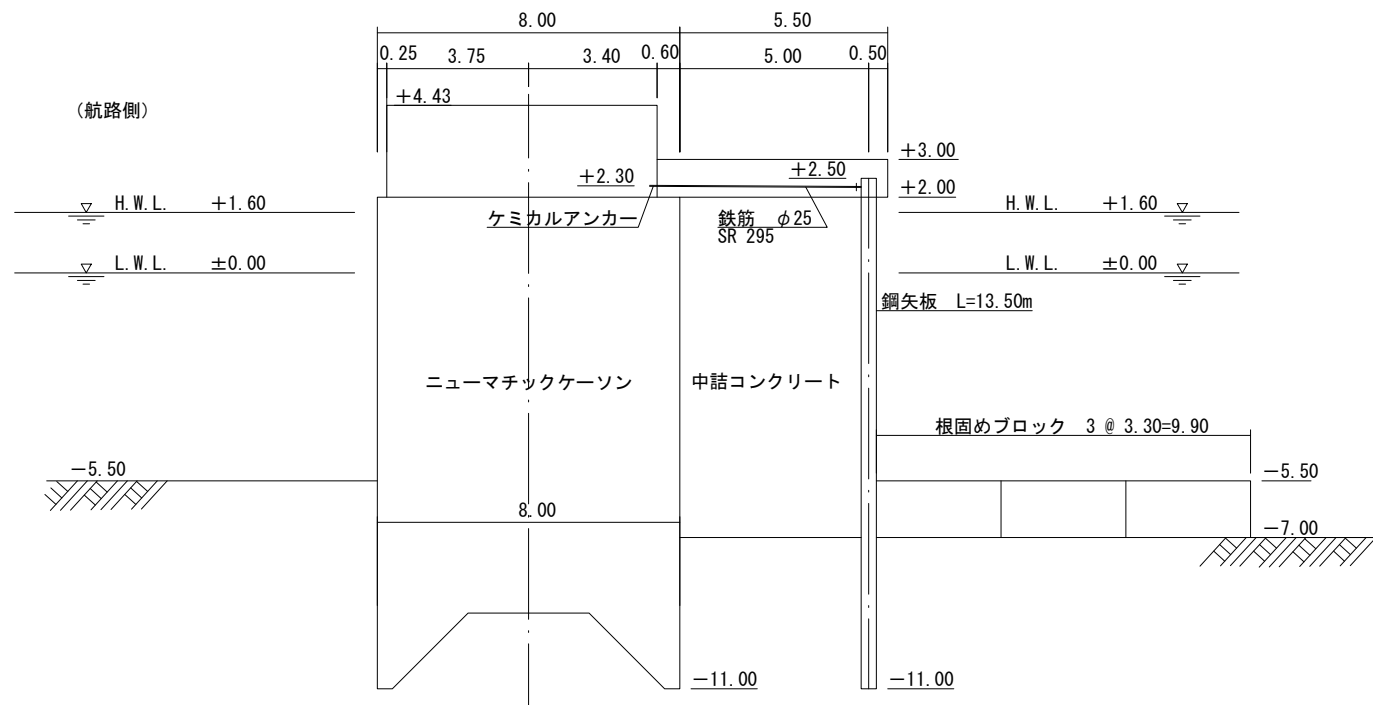 8.00
5.50
0.25
3.75
3.40
0.60
5.00
0.50
(航路側)
+4.43
+3.00
+2.50
+2.30
+2.00
H.W.L. +1.60
H.W.L. +1.60
ケミカルアンカー
鉄筋 φ25
SR 295
L.W.L. ±0.00
L.W.L. ±0.00
鋼矢板 L=13.50m
ニューマチックケーソン
中詰コンクリート
根固めブロック 3 @ 3.30=9.90
−5.50
−5.50
8.00
−7.00
−11.00
−11.00